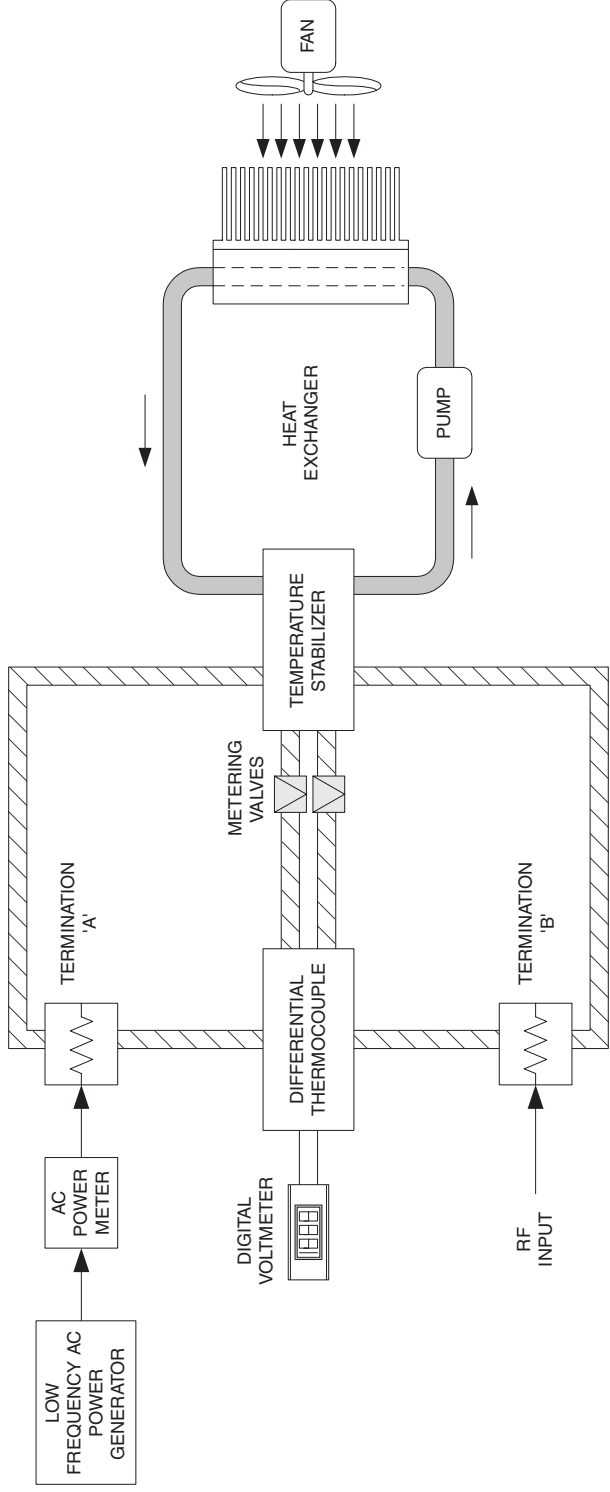 LOW
FREQUENCY AC
POWER
GENERATOR
AC
POWER
METER
TERMINATION
'A'
DIGITAL
VOLTMETER
DIFFERENTIAL
THERMOCOUPLE
METERING
VALVES
TEMPERATURE
STABILIZER
HEAT
EXCHANGER
FAN
PUMP
RF
INPUT
TERMINATION
'B'